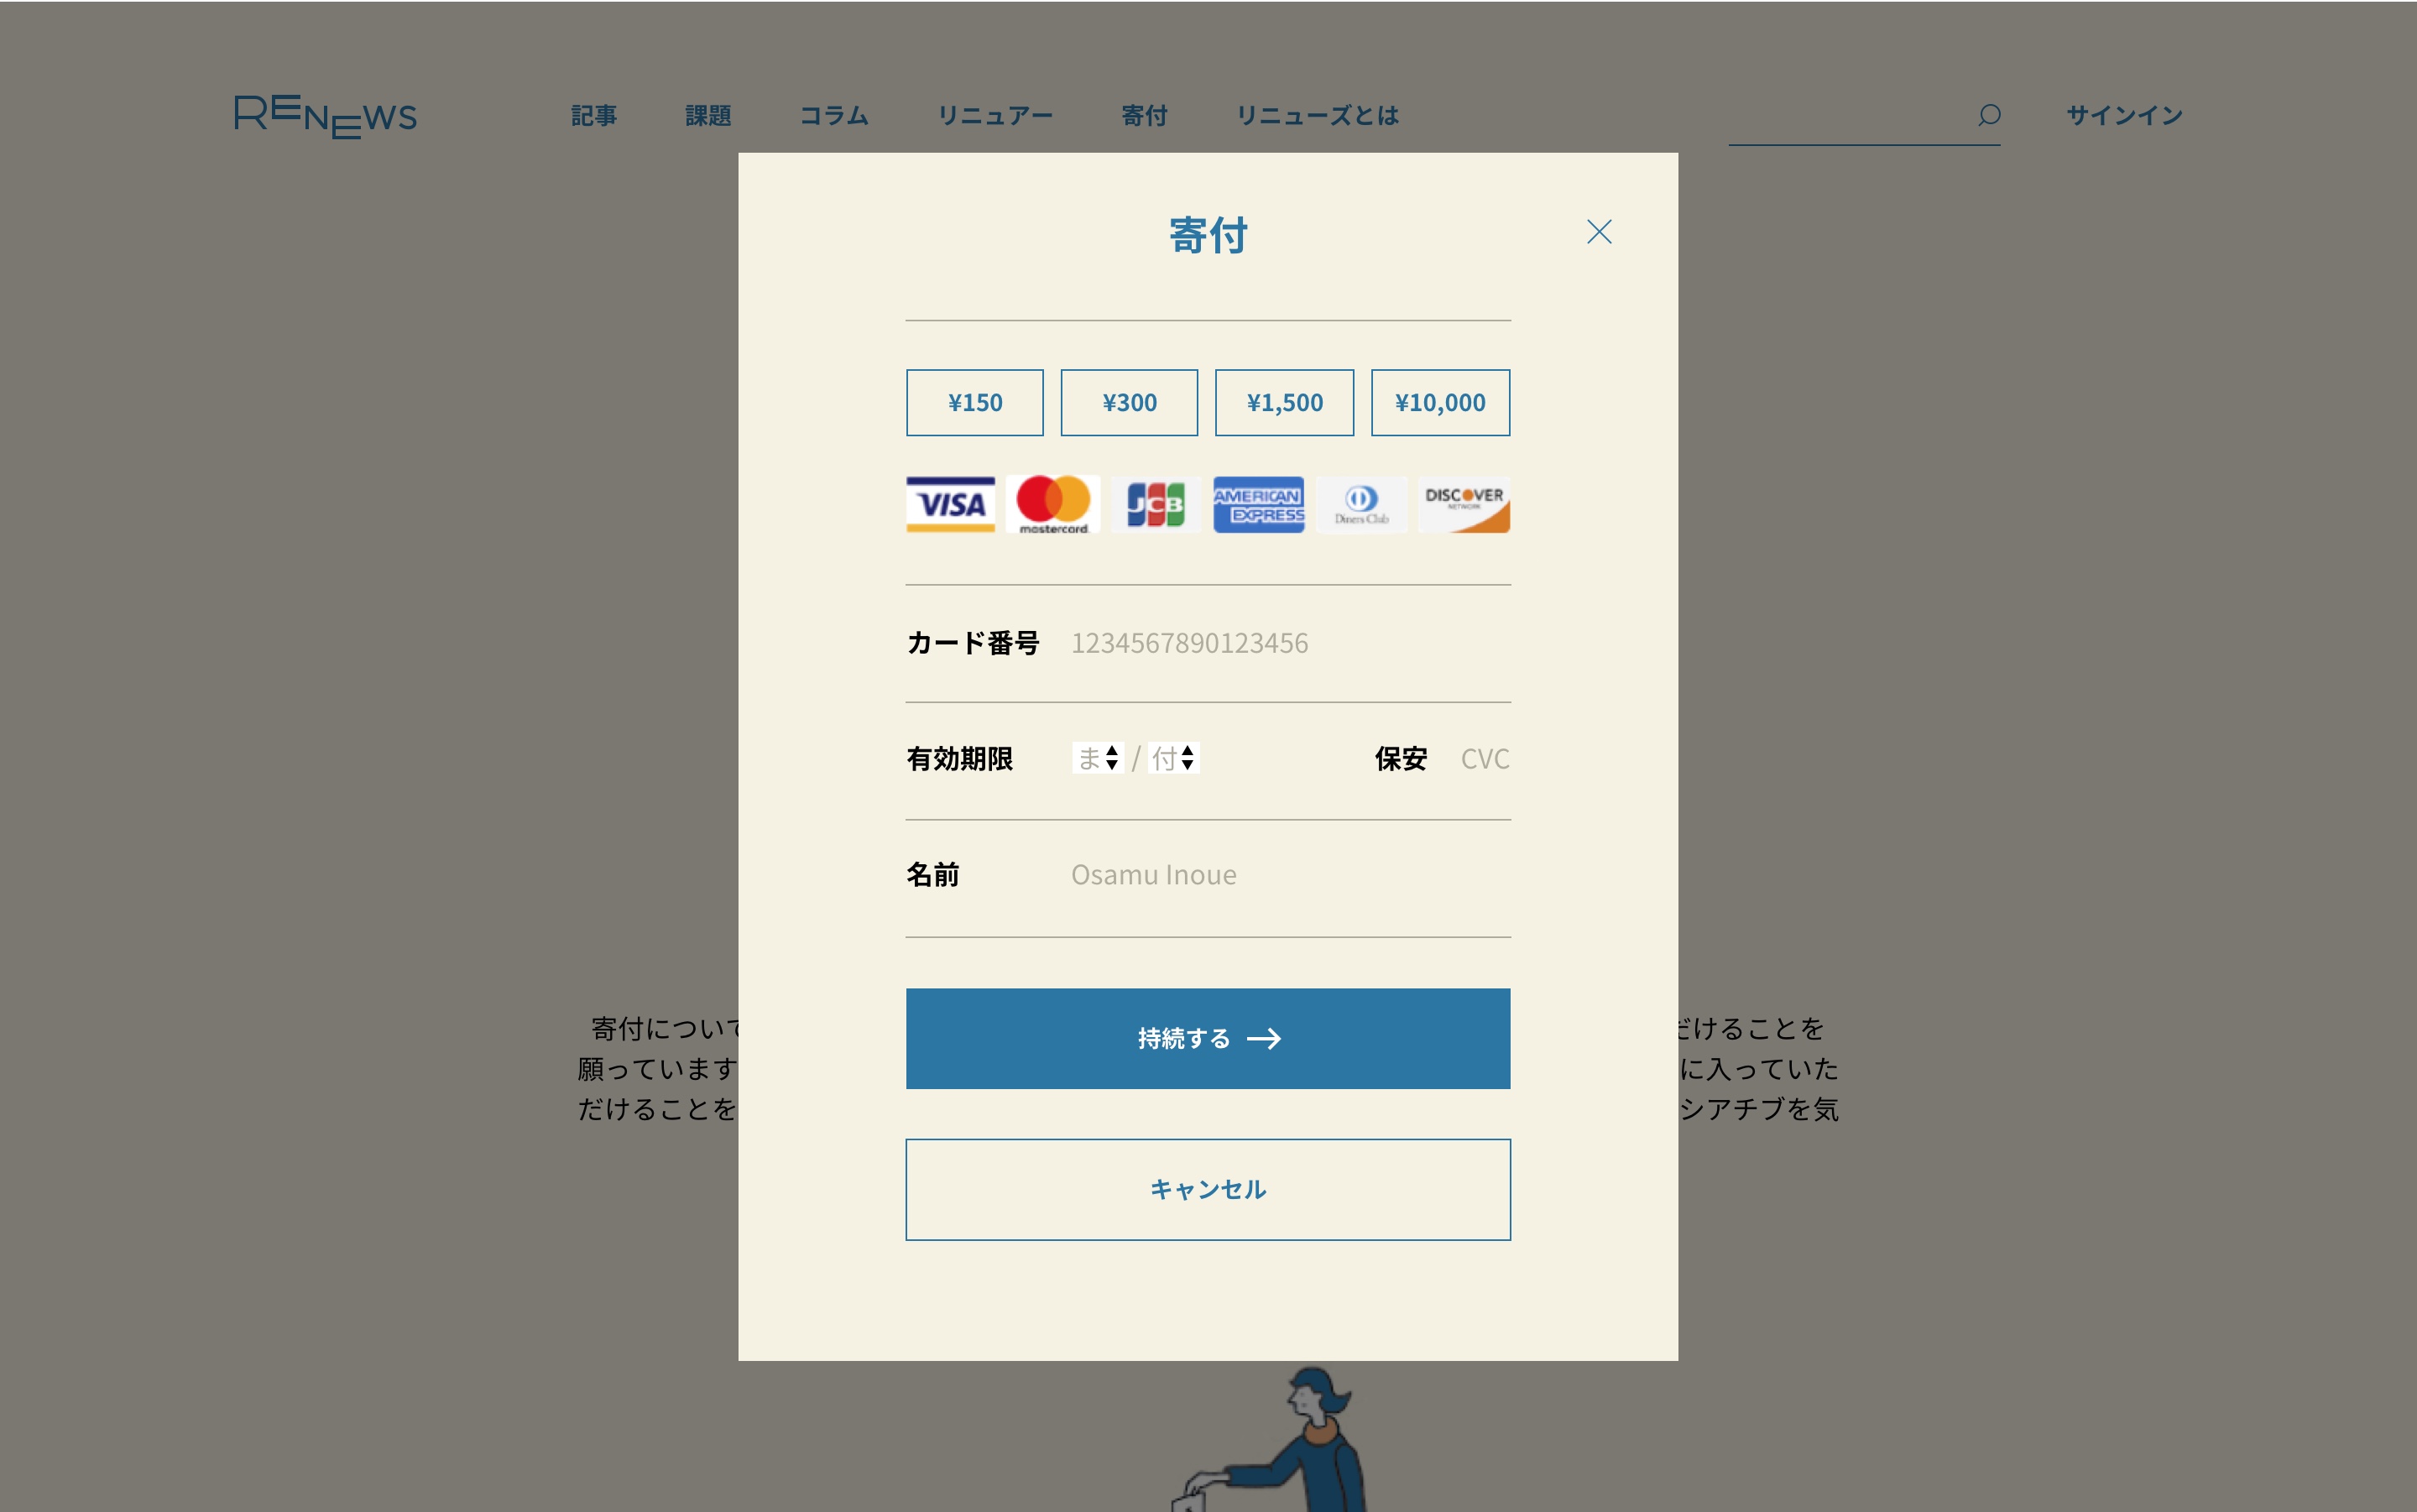 RENEWS 記事 課題 コラム リニュアー 寄付 リニューズとは サインイン
寄付
¥150 ¥300 ¥1,500 ¥10,000
VISA mastercard JCB AMERICAN EXPRESS Diners Club DISCOVER NETWORK
カード番号 1234567890123456
有効期限 ま / 付 保安 CVC
名前 Osamu Inoue
寄付について だけることを
願っています に入っていた
だけることを シアチブを気
持続する →
キャンセル